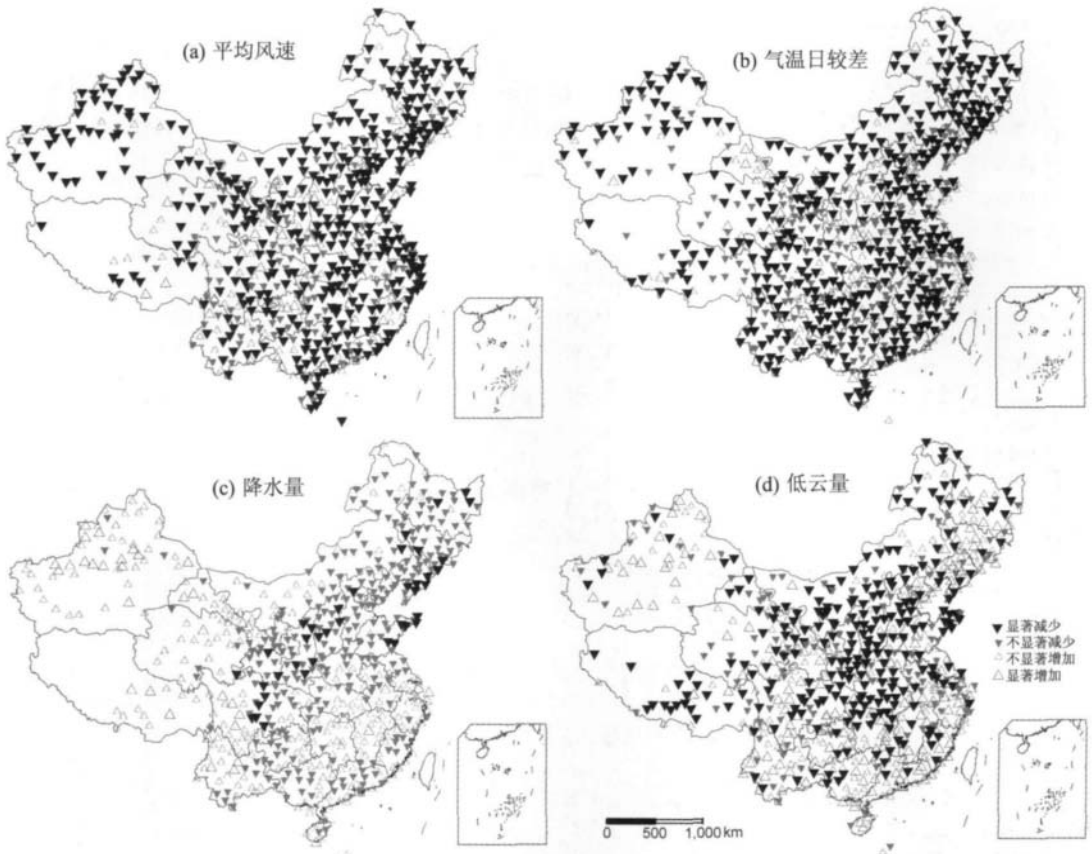 (a) 平均风速
(b) 气温日较差
(c) 降水量
(d) 低云量
显著减少
不显著减少
不显著增加
显著增加
0 500 1,000 km